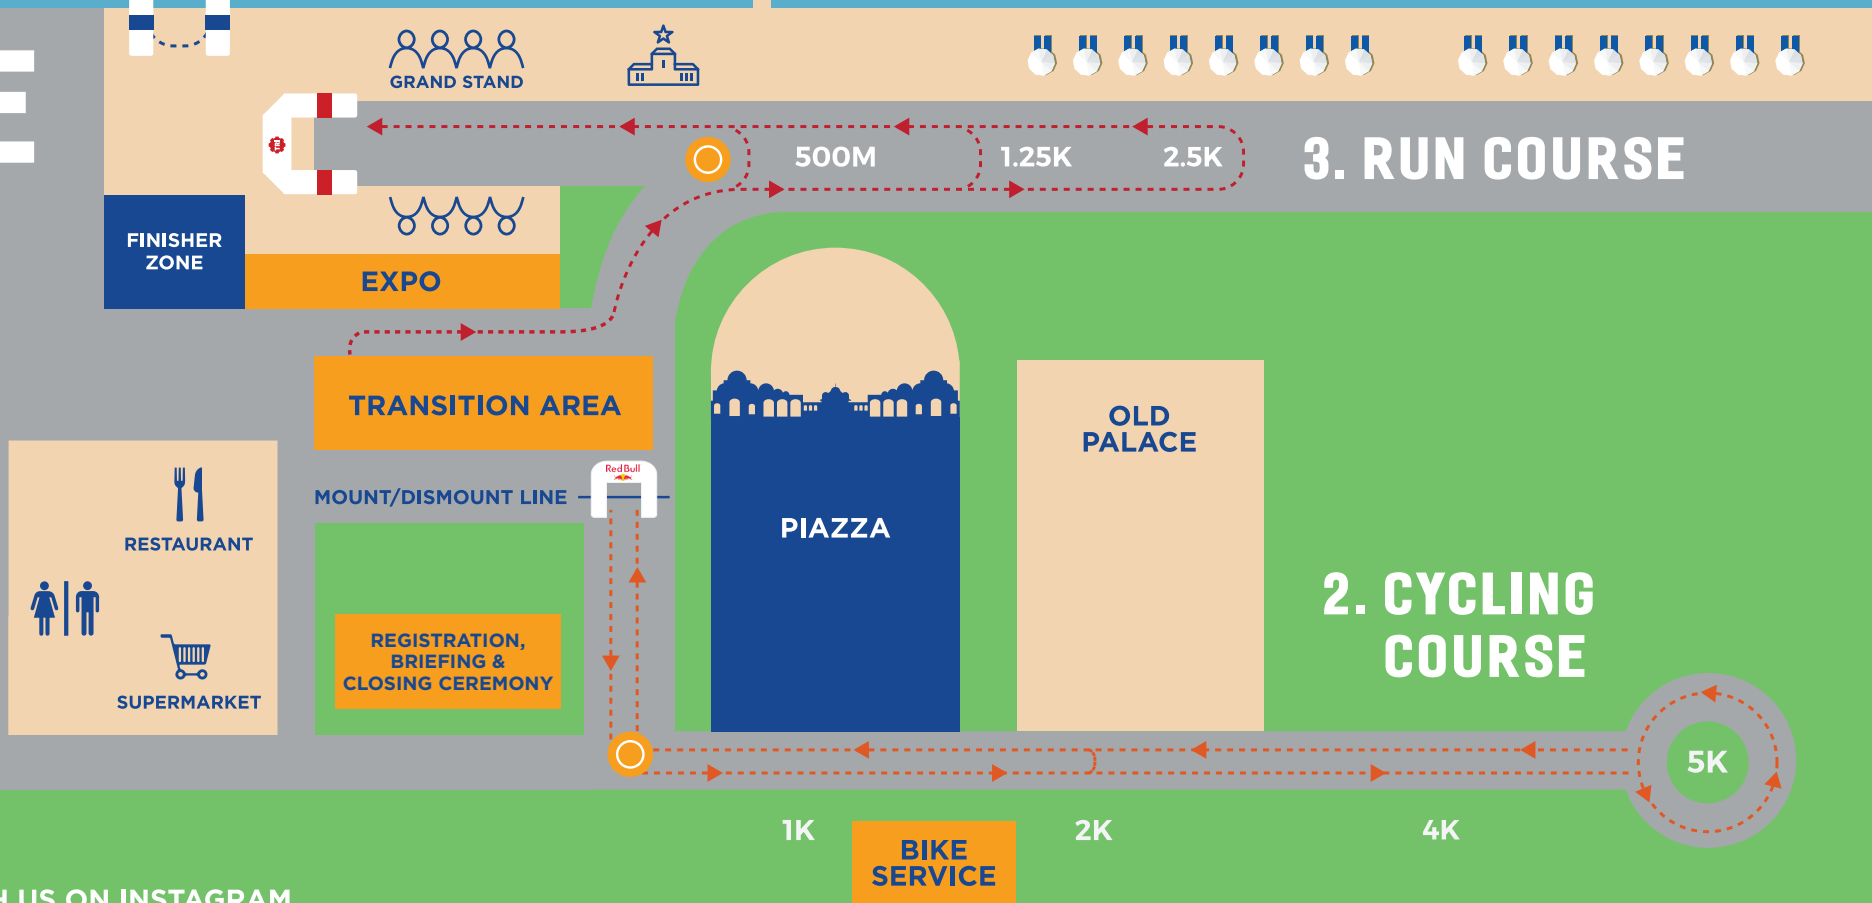 E
GRAND STAND
500M
1.25K
2.5K
3. RUN COURSE
FINISHER
ZONE
EXPO
TRANSITION AREA
OLD
PALACE
Red Bull
MOUNT/DISMOUNT LINE
PIAZZA
RESTAURANT
2. CYCLING
COURSE
REGISTRATION,
BRIEFING &
CLOSING CEREMONY
SUPERMARKET
5K
1K
2K
4K
BIKE
SERVICE
US ON INSTAGRAM